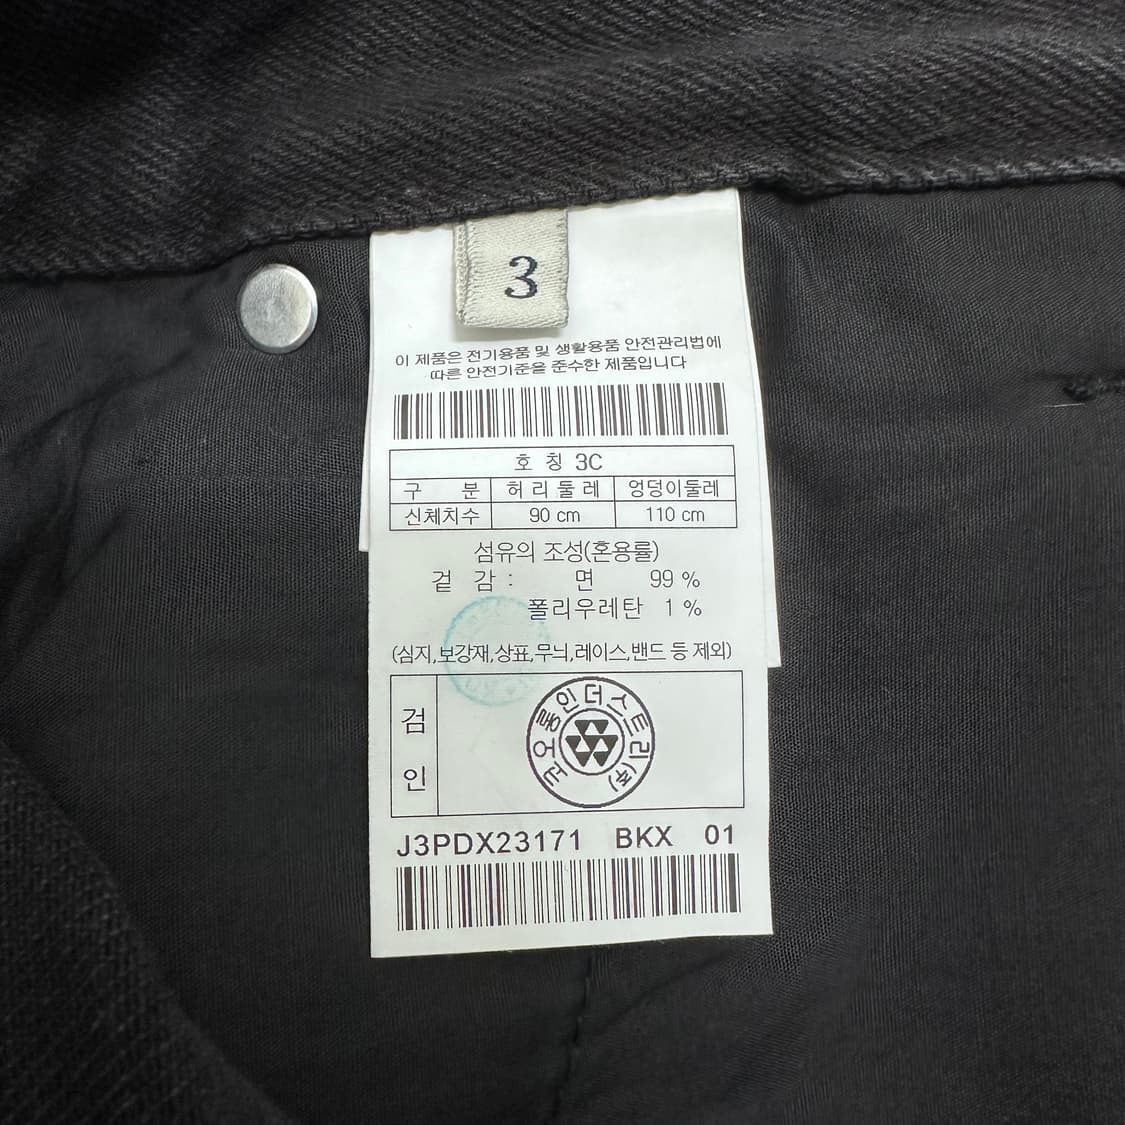 3
이 제품은 전기용품 및 생활용품 안전관리법에
따른 안전기준을 준수한 제품입니다
호 칭 3C
구 분 허 리 둘 레 엉덩이둘레
신체치수 90 cm 110 cm
섬유의 조성(혼용률)
겉 감 : 면 99 %
폴리우레탄 1 %
(심지,보강재,상표,무늬,레이스,밴드 등 제외)
검
인
코오롱인더스트리(주)
J3PDX23171 BKX 01